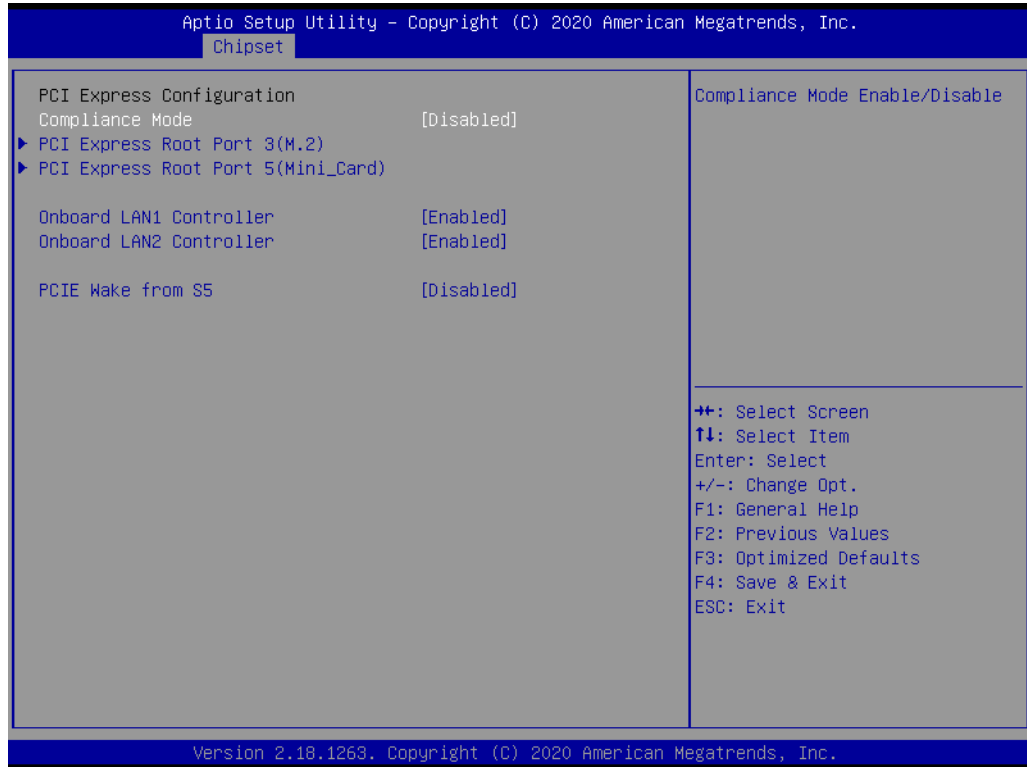 Aptio Setup Utility – Copyright (C) 2020 American Megatrends, Inc.
Chipset
PCI Express Configuration
Compliance Mode [Disabled]
▶ PCI Express Root Port 3(M.2)
▶ PCI Express Root Port 5(Mini_Card)
Onboard LAN1 Controller [Enabled]
Onboard LAN2 Controller [Enabled]
PCIE Wake from S5 [Disabled]
Compliance Mode Enable/Disable
→←: Select Screen
↑↓: Select Item
Enter: Select
+/-: Change Opt.
F1: General Help
F2: Previous Values
F3: Optimized Defaults
F4: Save & Exit
ESC: Exit
Version 2.18.1263. Copyright (C) 2020 American Megatrends, Inc.